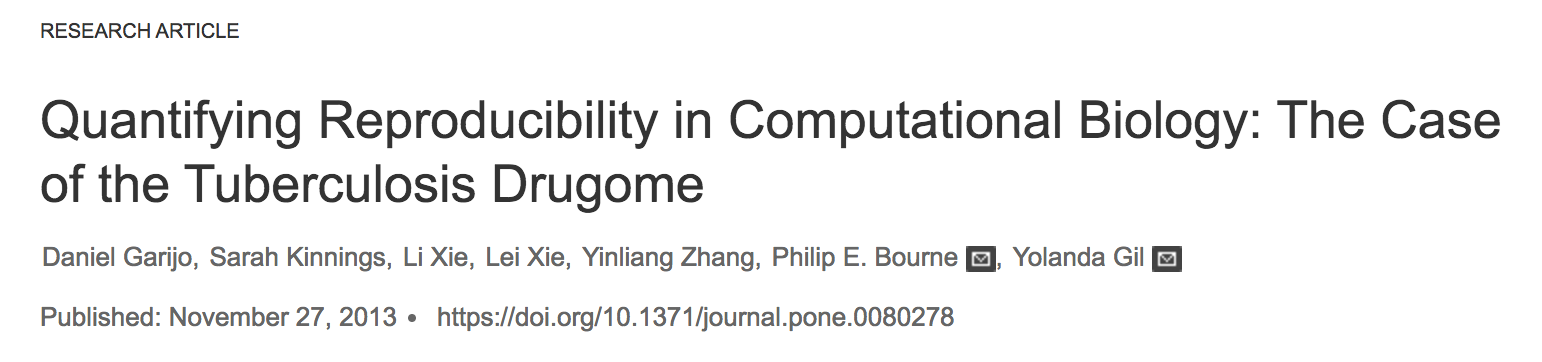 RESEARCH ARTICLE
Quantifying Reproducibility in Computational Biology: The Case
of the Tuberculosis Drugome
Daniel Garijo, Sarah Kinnings, Li Xie, Lei Xie, Yinliang Zhang, Philip E. Bourne, Yolanda Gil
Published: November 27, 2013 • https://doi.org/10.1371/journal.pone.0080278